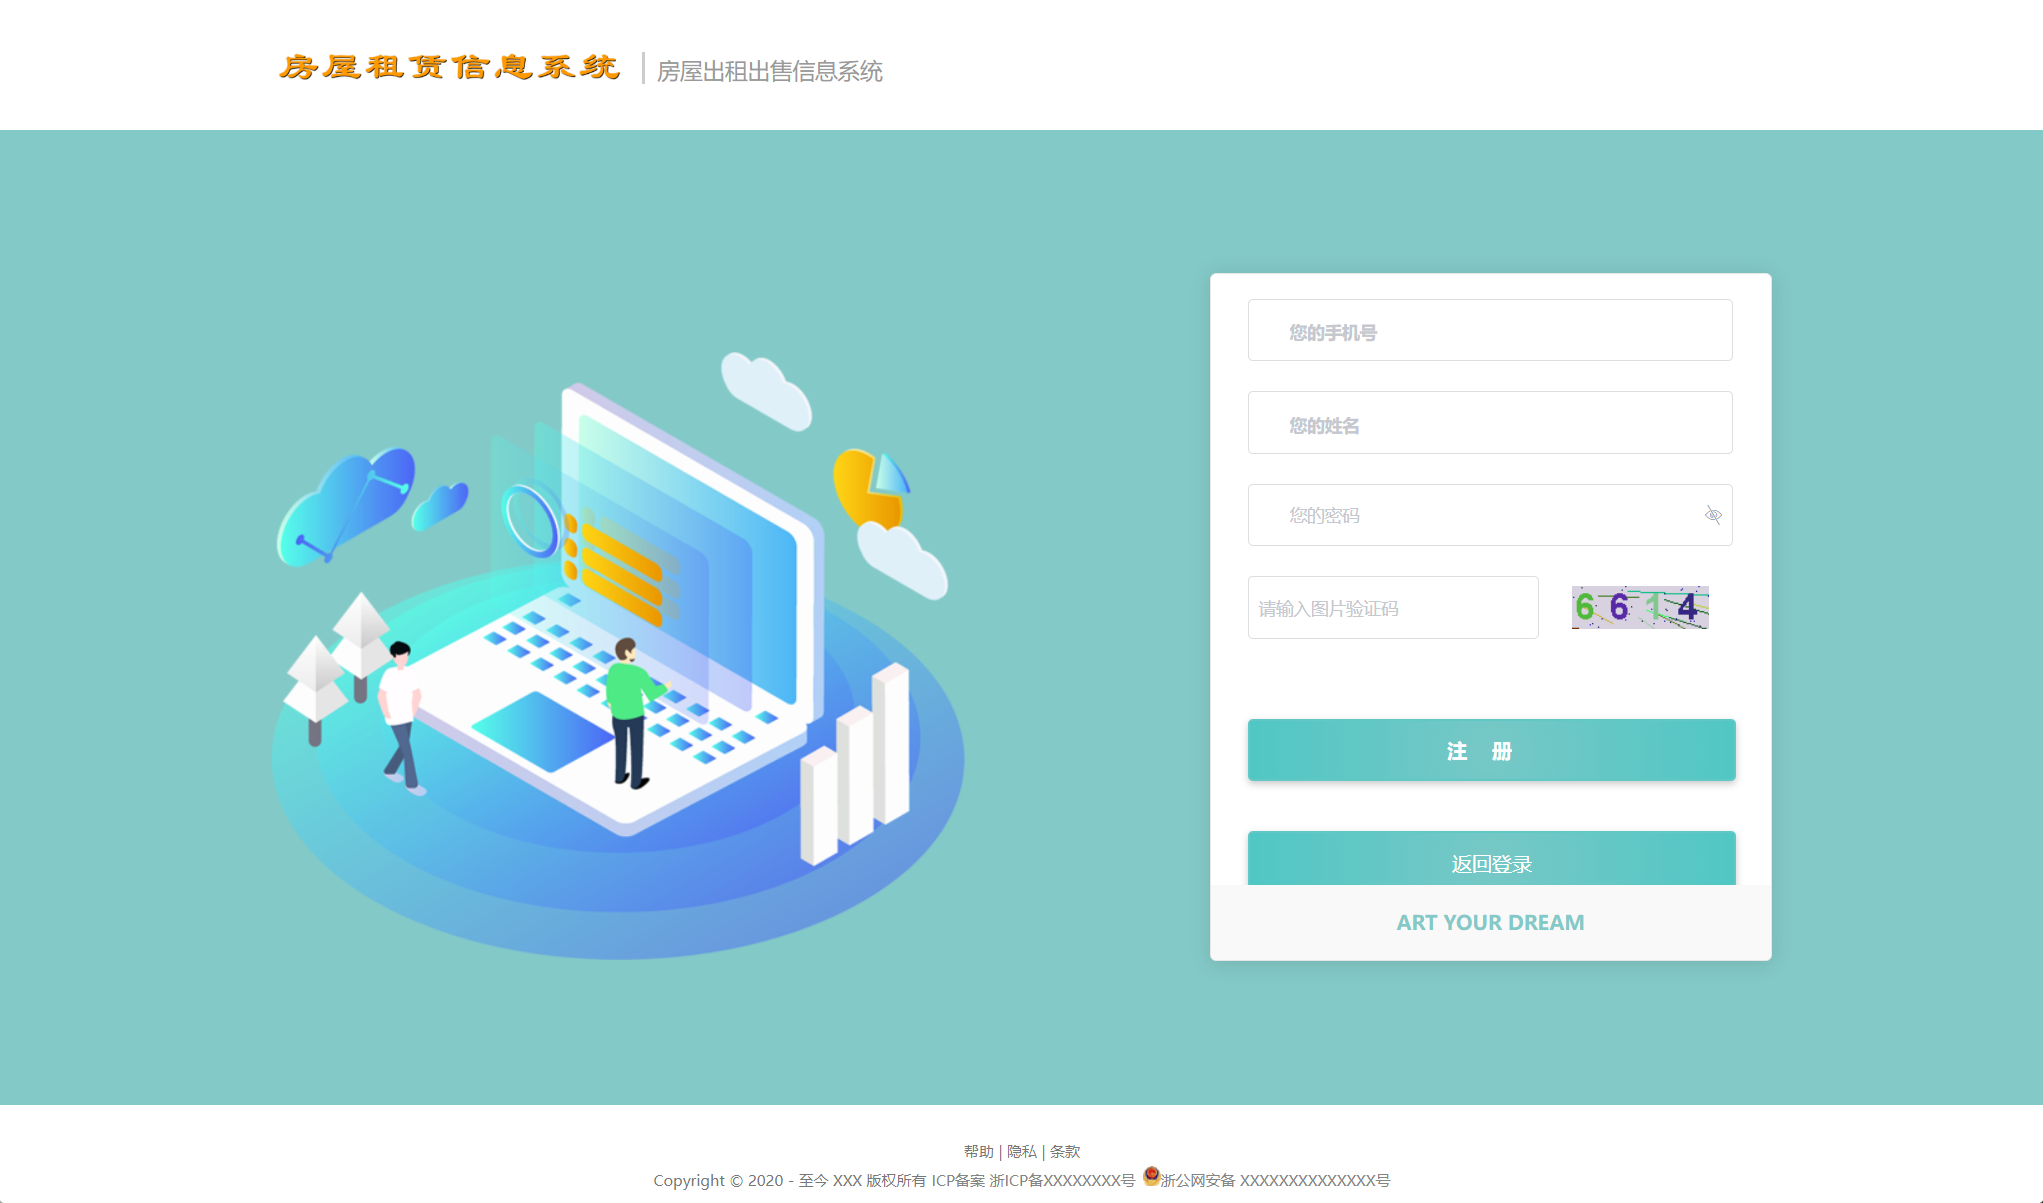 房屋租赁信息系统
房屋出租出售信息系统
您的手机号
您的姓名
您的密码
请输入图片验证码
6614
注 册
返回登录
ART YOUR DREAM
帮助 | 隐私 | 条款
Copyright © 2020 - 至今 XXX 版权所有 ICP备案 浙ICP备XXXXXXXX号 浙公网安备 XXXXXXXXXXXXXX号